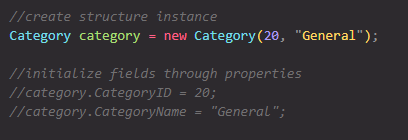 //create structure instance
Category category = new Category(20, "General");
//initialize fields through properties
//category.CategoryID = 20;
//category.CategoryName = "General";